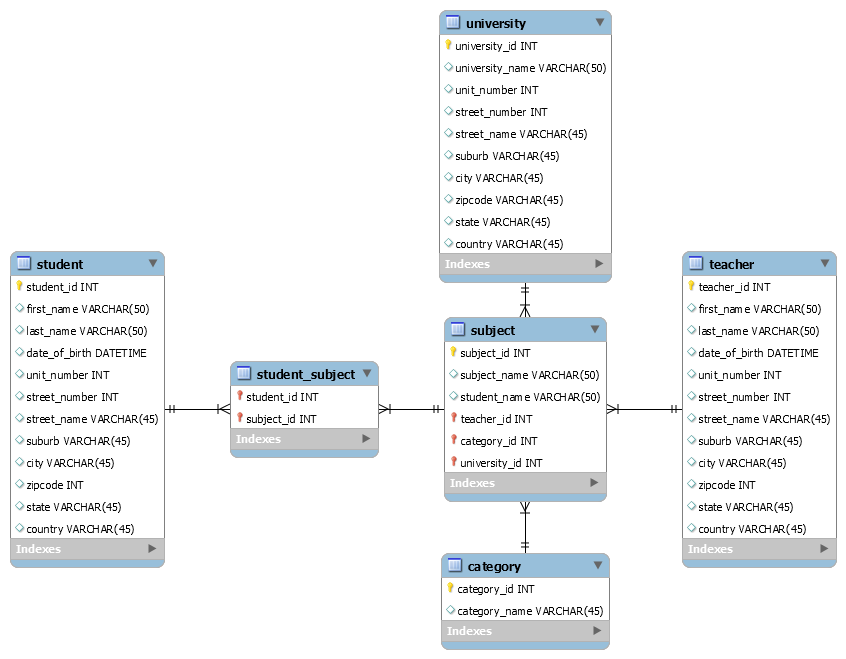 university
university_id INT
university_name VARCHAR(50)
unit_number INT
street_number INT
street_name VARCHAR(45)
suburb VARCHAR(45)
city VARCHAR(45)
zipcode VARCHAR(45)
state VARCHAR(45)
country VARCHAR(45)
Indexes
student
student_id INT
first_name VARCHAR(50)
last_name VARCHAR(50)
date_of_birth DATETIME
unit_number INT
street_number INT
street_name VARCHAR(45)
suburb VARCHAR(45)
city VARCHAR(45)
zipcode INT
state VARCHAR(45)
country VARCHAR(45)
Indexes
student_subject
student_id INT
subject_id INT
Indexes
subject
subject_id INT
subject_name VARCHAR(50)
student_name VARCHAR(50)
teacher_id INT
category_id INT
university_id INT
Indexes
teacher
teacher_id INT
first_name VARCHAR(50)
last_name VARCHAR(50)
date_of_birth DATETIME
unit_number INT
street_number INT
street_name VARCHAR(45)
suburb VARCHAR(45)
city VARCHAR(45)
zipcode INT
state VARCHAR(45)
country VARCHAR(45)
Indexes
category
category_id INT
category_name VARCHAR(45)
Indexes